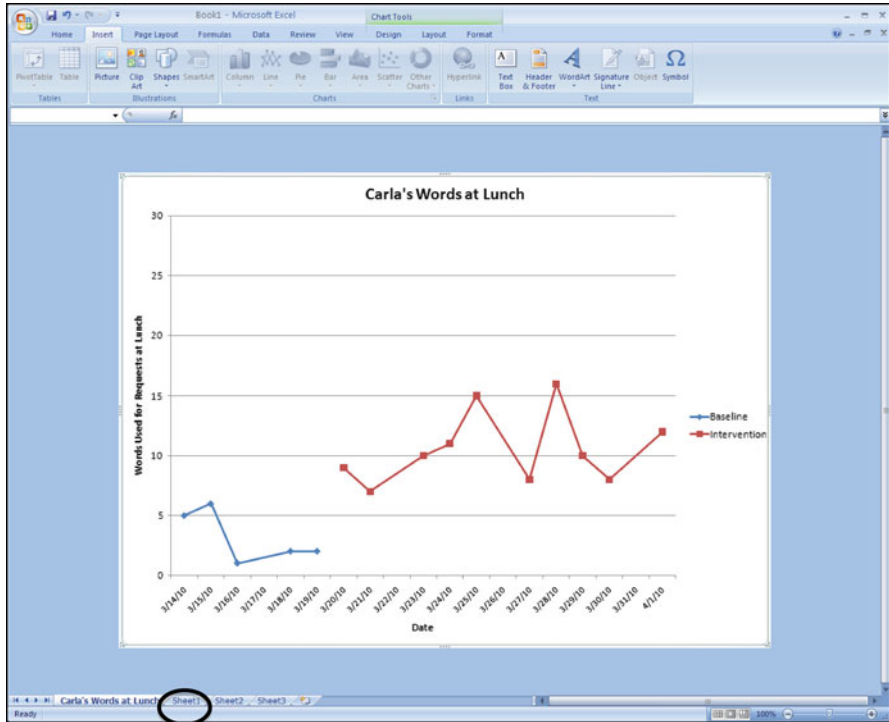 Book1 - Microsoft Excel
Chart Tools
Home Insert Page Layout Formulas Data Review View Design Layout Format
PivotTable Table Picture Clip Art Shapes SmartArt Column Line Pie Bar Area Scatter Other Charts Hyperlink Text Box Header & Footer WordArt Signature Line Object Symbol
Tables Illustrations Charts Links Text
fx
Carla's Words at Lunch
30
25
20
15
10
5
0
Words Used for Requests at Lunch
Baseline
Intervention
3/14/10 3/15/10 3/16/10 3/17/10 3/18/10 3/19/10 3/20/10 3/21/10 3/22/10 3/23/10 3/24/10 3/25/10 3/26/10 3/27/10 3/28/10 3/29/10 3/30/10 3/31/10 4/1/10
Date
Carla's Words at Lunch Sheet1 Sheet2 Sheet3
Ready
100%